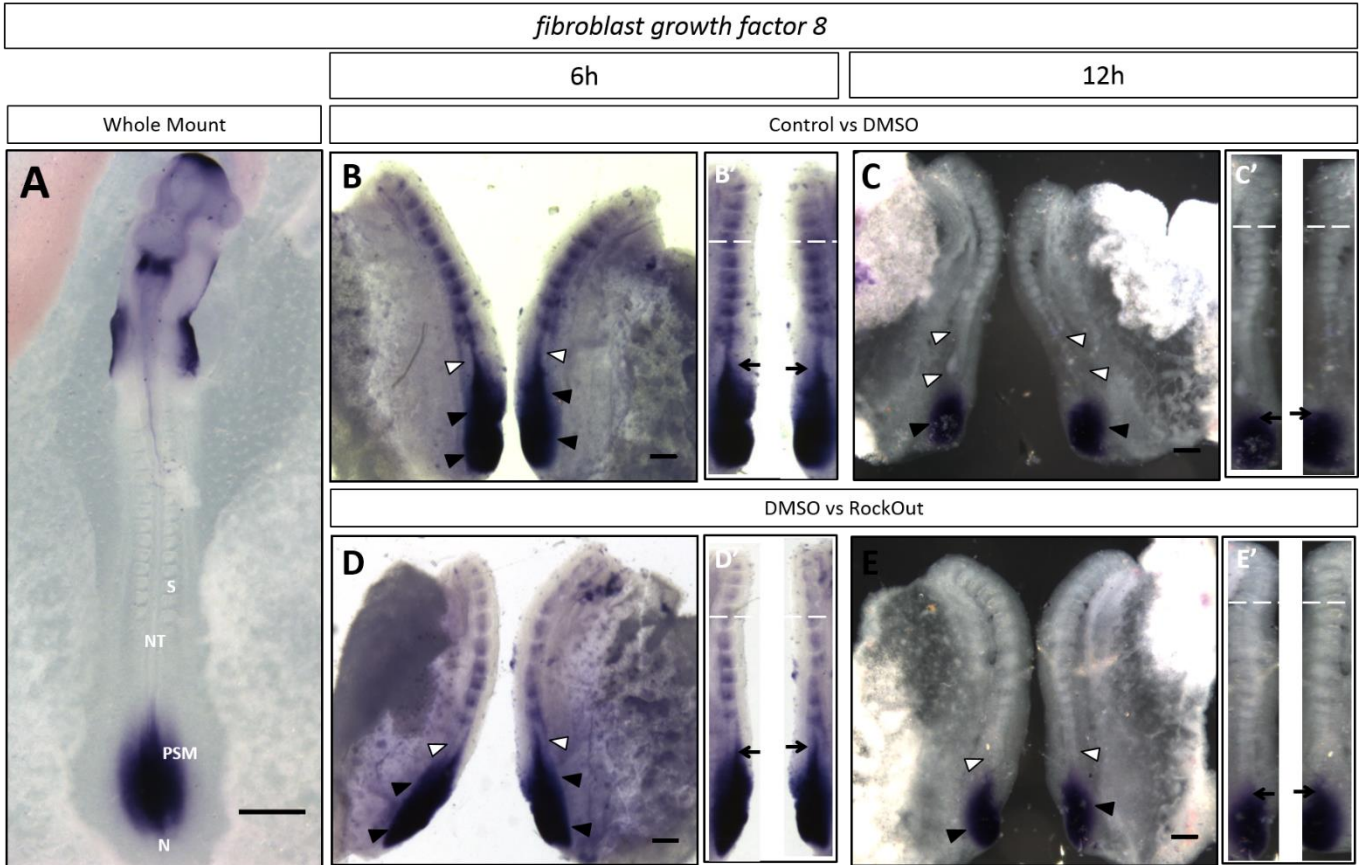 fibroblast growth factor 8
6h
12h
Whole Mount
Control vs DMSO
A
B
B'
C
C'
S
NT
PSM
N
DMSO vs RockOut
D
D'
E
E'